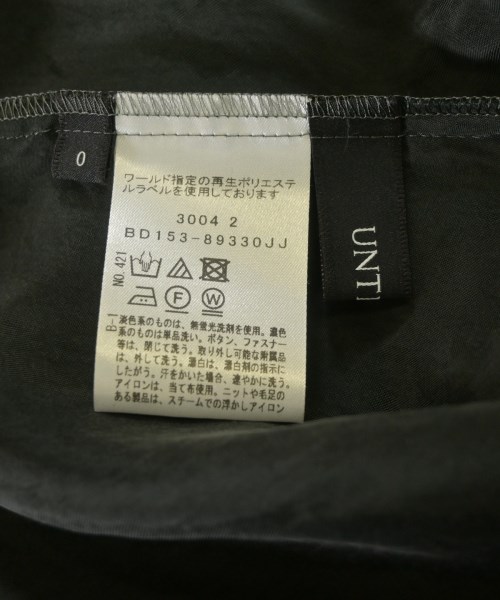 0
ワールド指定の再生ポリエステ
ルラベルを使用しております
3004 2
BD153-89330JJ
NO.421
F
W
B-1
淡色系のものは、無蛍光洗剤を使用。濃色
系のものは単品洗い。ボタン、ファスナー
等は、閉じて洗う。取り外し可能な附属品
は、外して洗う。漂白は、漂白剤の指示に
したがう。汗をかいた場合、速やかに洗う。
アイロンは、当て布使用。ニットや毛足の
ある製品は、スチームでの浮かしアイロン
UNTI